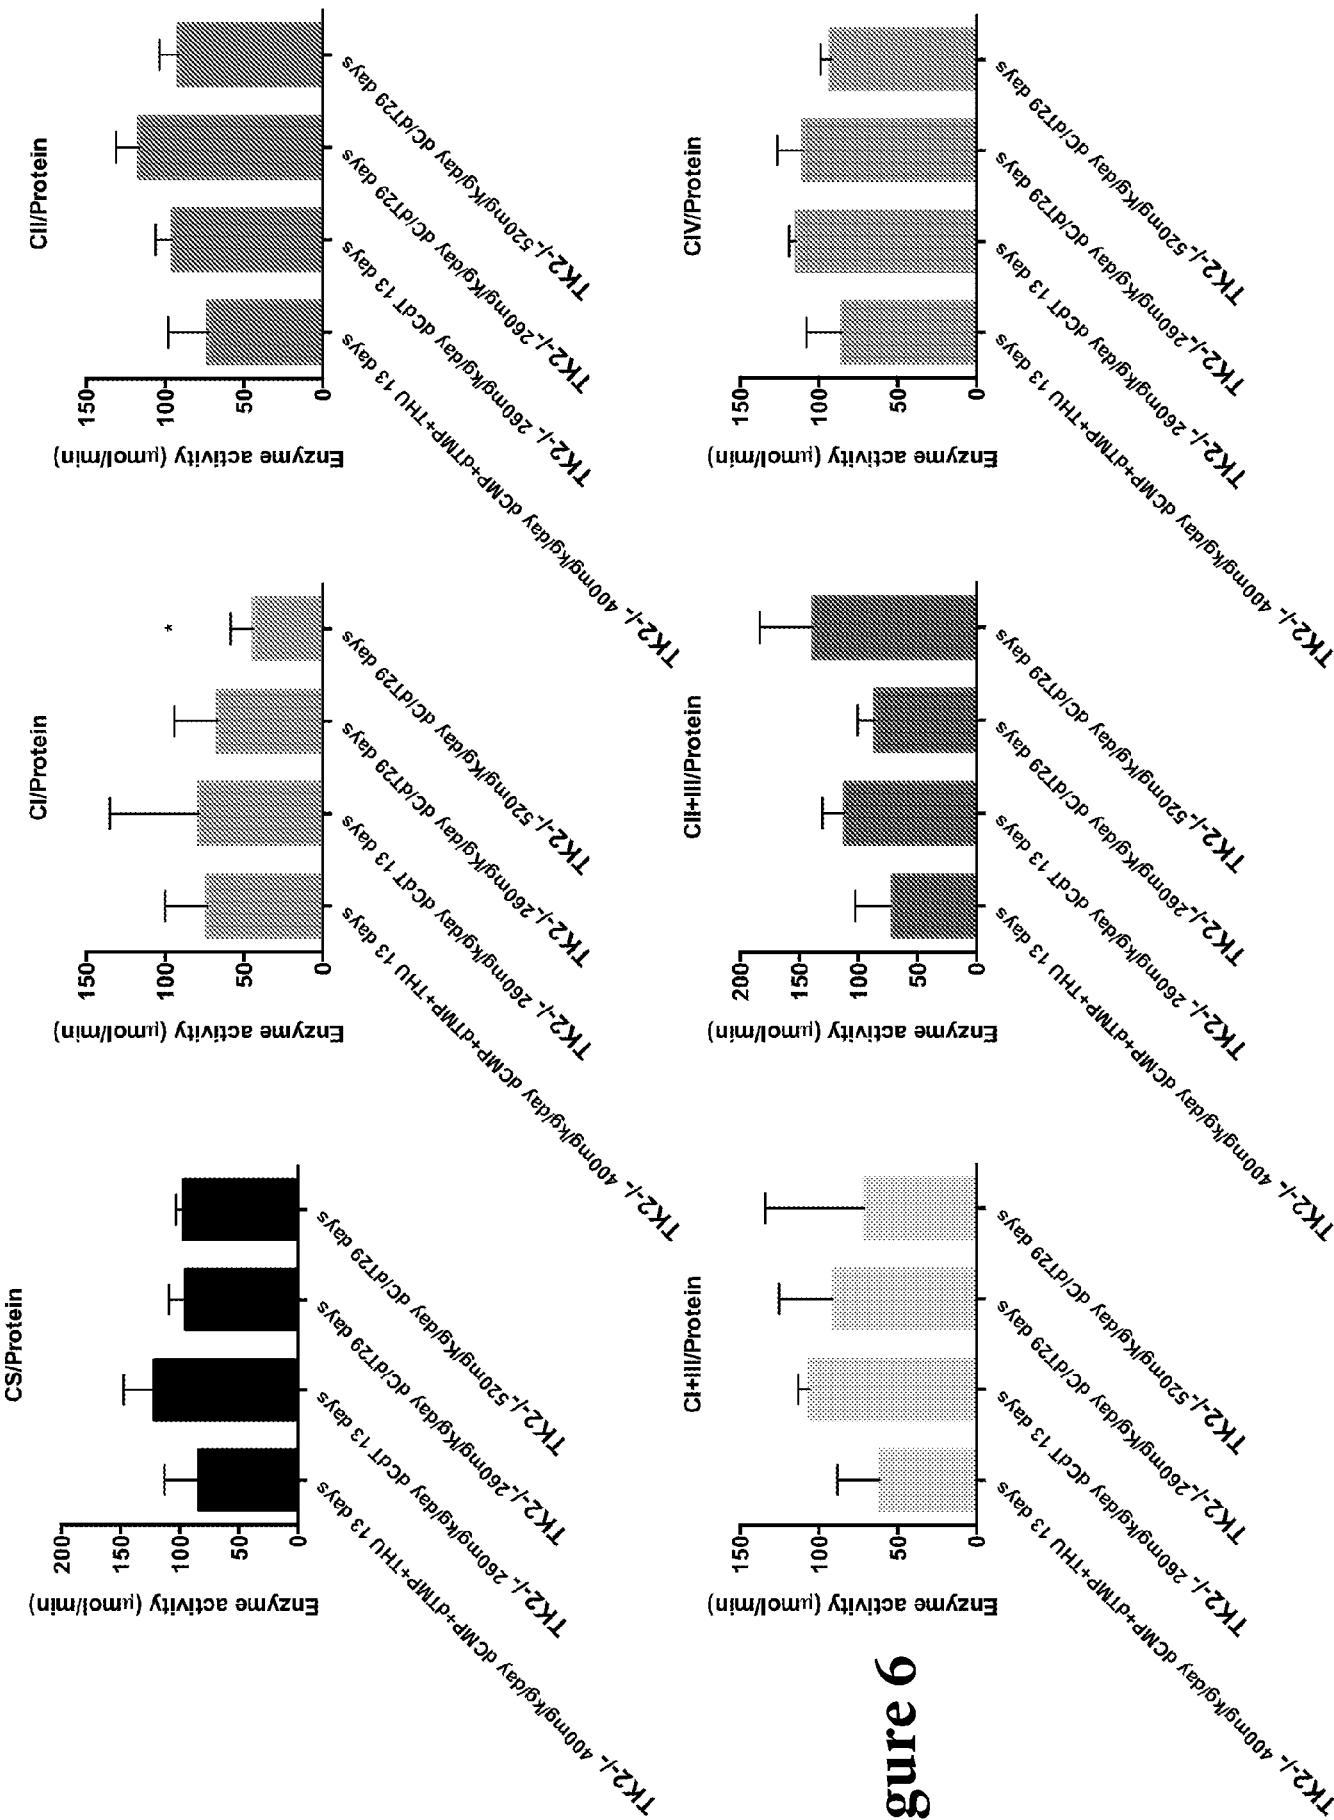 CS/Protein
Enzyme activity (µmol/min)
200
150
100
50
0
TK2-/- 400mg/kg/day dCMP+dTMP+THU 13 days
TK2-/- 260mg/kg/day dCdT 13 days
TK2-/- 260mg/Kg/day dC/dT29 days
TK2-/- 520mg/Kg/day dC/dT29 days
CI/Protein
Enzyme activity (µmol/min)
150
100
50
0
*
TK2-/- 400mg/kg/day dCMP+dTMP+THU 13 days
TK2-/- 260mg/kg/day dCdT 13 days
TK2-/- 260mg/Kg/day dC/dT29 days
TK2-/- 520mg/Kg/day dC/dT29 days
CII/Protein
Enzyme activity (µmol/min)
150
100
50
0
TK2-/- 400mg/kg/day dCMP+dTMP+THU 13 days
TK2-/- 260mg/kg/day dCdT 13 days
TK2-/- 260mg/Kg/day dC/dT29 days
TK2-/- 520mg/Kg/day dC/dT29 days
CI+III/Protein
Enzyme activity (µmol/min)
150
100
50
0
TK2-/- 400mg/kg/day dCMP+dTMP+THU 13 days
TK2-/- 260mg/kg/day dCdT 13 days
TK2-/- 260mg/Kg/day dC/dT29 days
TK2-/- 520mg/Kg/day dC/dT29 days
CII+III/Protein
Enzyme activity (µmol/min)
200
150
100
50
0
TK2-/- 400mg/kg/day dCMP+dTMP+THU 13 days
TK2-/- 260mg/kg/day dCdT 13 days
TK2-/- 260mg/Kg/day dC/dT29 days
TK2-/- 520mg/Kg/day dC/dT29 days
CIV/Protein
Enzyme activity (µmol/min)
150
100
50
0
TK2-/- 400mg/kg/day dCMP+dTMP+THU 13 days
TK2-/- 260mg/kg/day dCdT 13 days
TK2-/- 260mg/Kg/day dC/dT29 days
TK2-/- 520mg/Kg/day dC/dT29 days
gure 6